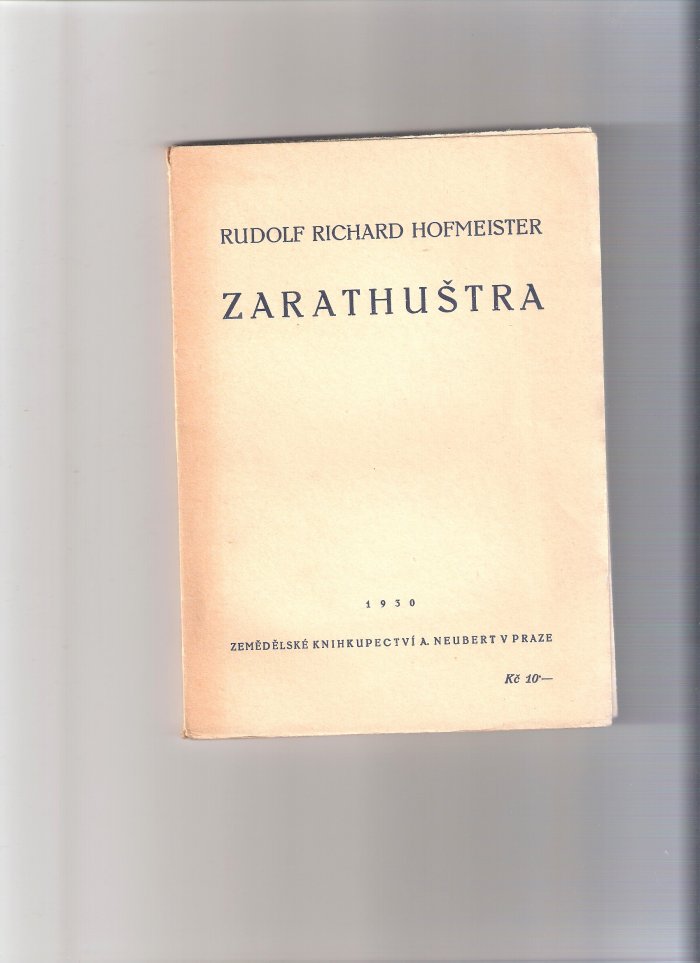 RUDOLF RICHARD HOFMEISTER
ZARATHUŠTRA
1930
ZEMĚDĚLSKÉ KNIHKUPECTVÍ A. NEUBERT V PRAZE
Kč 10·—